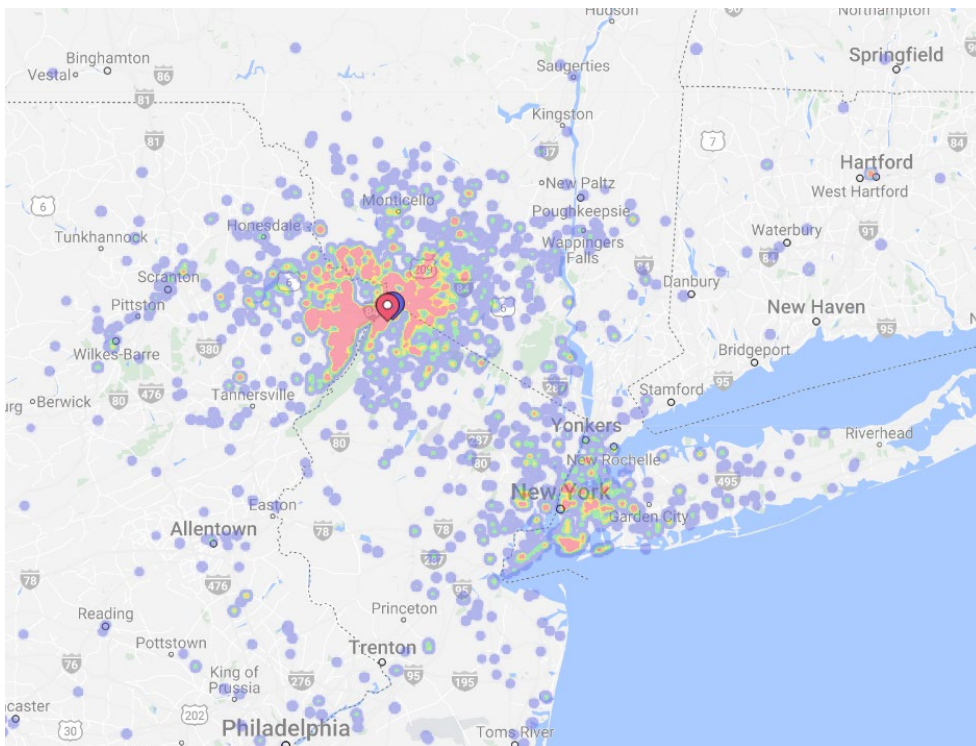 Hudson
90
Northampton
Binghamton
Vestal
86
Springfield
Saugerties
81
Kingston
81
87
7
84
Hartford
West Hartford
New Paltz
Monticello
6
Poughkeepsie
Honesdale
91
Tunkhannock
Wappingers
Falls
Waterbury
84
Scranton
209
84
6
84
Danbury
Pittston
6
New Haven
95
Wilkes-Barre
380
Bridgeport
80
476
95
Berwick
Tannersville
287
Stamford
80
287
Yonkers
Riverhead
80
New Rochelle
495
New York
Easton
Garden City
Allentown
78
78
78
287
476
95
Reading
Princeton
Pottstown
Trenton
76
King of
Prussia
276
95
195
caster
202
30
Philadelphia
Toms River